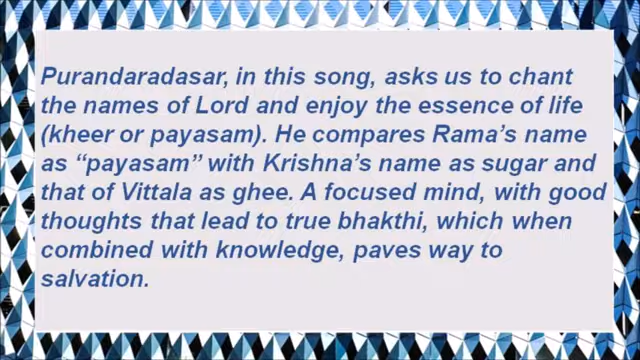 Purandaradasar, in this song, asks us to chant
the names of Lord and enjoy the essence of life
(kheer or payasam). He compares Rama’s name
as “payasam” with Krishna’s name as sugar and
that of Vittala as ghee. A focused mind, with good
thoughts that lead to true bhakthi, which when
combined with knowledge, paves way to
salvation.